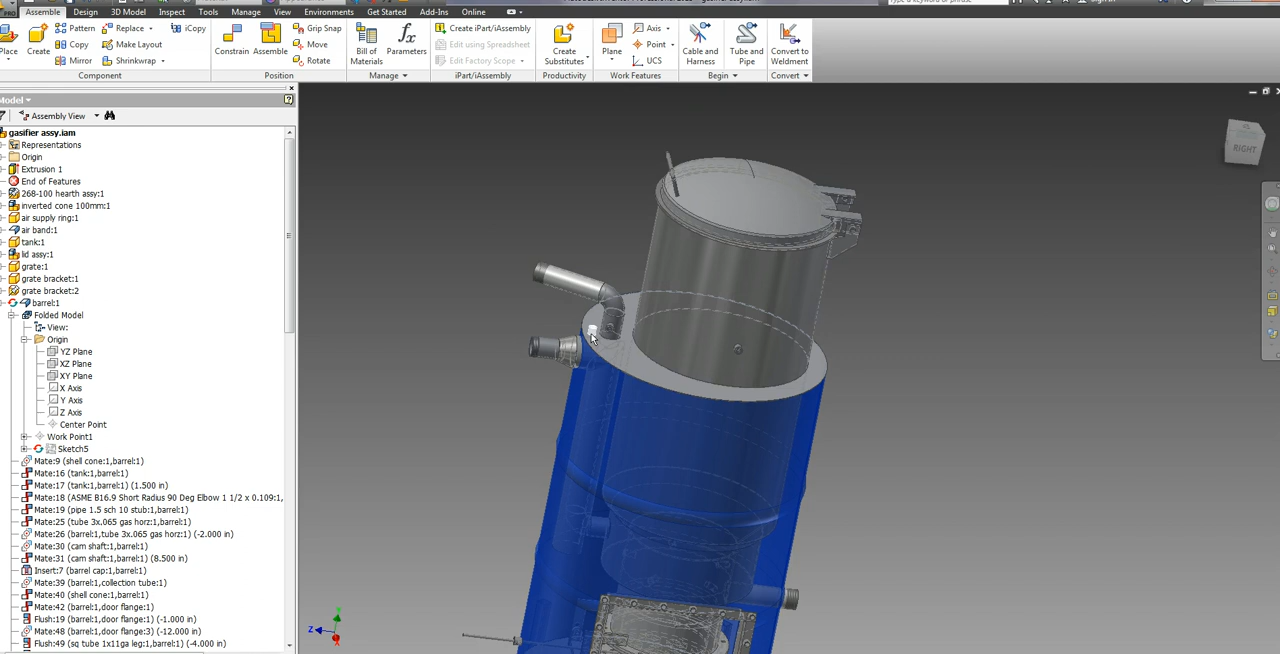 Assembly Design 3D Model Inspect Tools Manage View Environments Get Started Add-Ins Online
Place
Create
Pattern
Copy
Mirror
Replace
Make Layout
Shrinkwrap
iCopy
Component
Constrain
Assemble
Grip Snap
Move
Rotate
Position
Bill of
Materials
Parameters
Manage
Create iPart/iAssembly
Edit using Spreadsheet
Edit Factory Scope
iPart/iAssembly
Create
Substitutes
Productivity
Plane
Axis
Point
UCS
Work Features
Cable and
Harness
Tube and
Pipe
Begin
Convert to
Weldment
Convert
Model
Assembly View
gasifier assy.iam
Representations
Origin
Extrusion 1
End of Features
268-100 hearth assy:1
inverted cone 100mm:1
air supply ring:1
air band:1
tank:1
lid assy:1
grate:1
grate bracket:1
grate bracket:2
barrel:1
Folded Model
View:
Origin
YZ Plane
XZ Plane
XY Plane
X Axis
Y Axis
Z Axis
Center Point
Work Point1
Sketch5
Mate:9 (shell cone:1,barrel:1)
Mate:16 (tank:1,barrel:1)
Mate:17 (tank:1) (1.500 in)
Mate:18 (ASME B16.9 Short Radius 90 Deg Elbow 1 1/2 x 0.109:1,
Mate:19 (pipe 1.5 sch 10 stub:1,barrel:1)
Mate:25 (tube 3x.065 gas horz:1,barrel:1)
Mate:26 (barrel:1,tube 3x.065 gas horz:1) (-2.000 in)
Mate:30 (cam shaft:1,barrel:1)
Mate:31 (cam shaft:1,barrel:1) (8.500 in)
Insert:7 (barrel cap:1,barrel:1)
Mate:39 (barrel:1,collection tube:1)
Mate:40 (shell cone:1,barrel:1)
Mate:42 (barrel:1,door flange:1)
Flush:19 (barrel:1,door flange:1) (-1.000 in)
Mate:48 (barrel:1,door flange:3) (-12.000 in)
Flush:49 (sq tube 1x11ga leg:1,barrel:1) (-4.000 in)
RIGHT
Y
Z
X